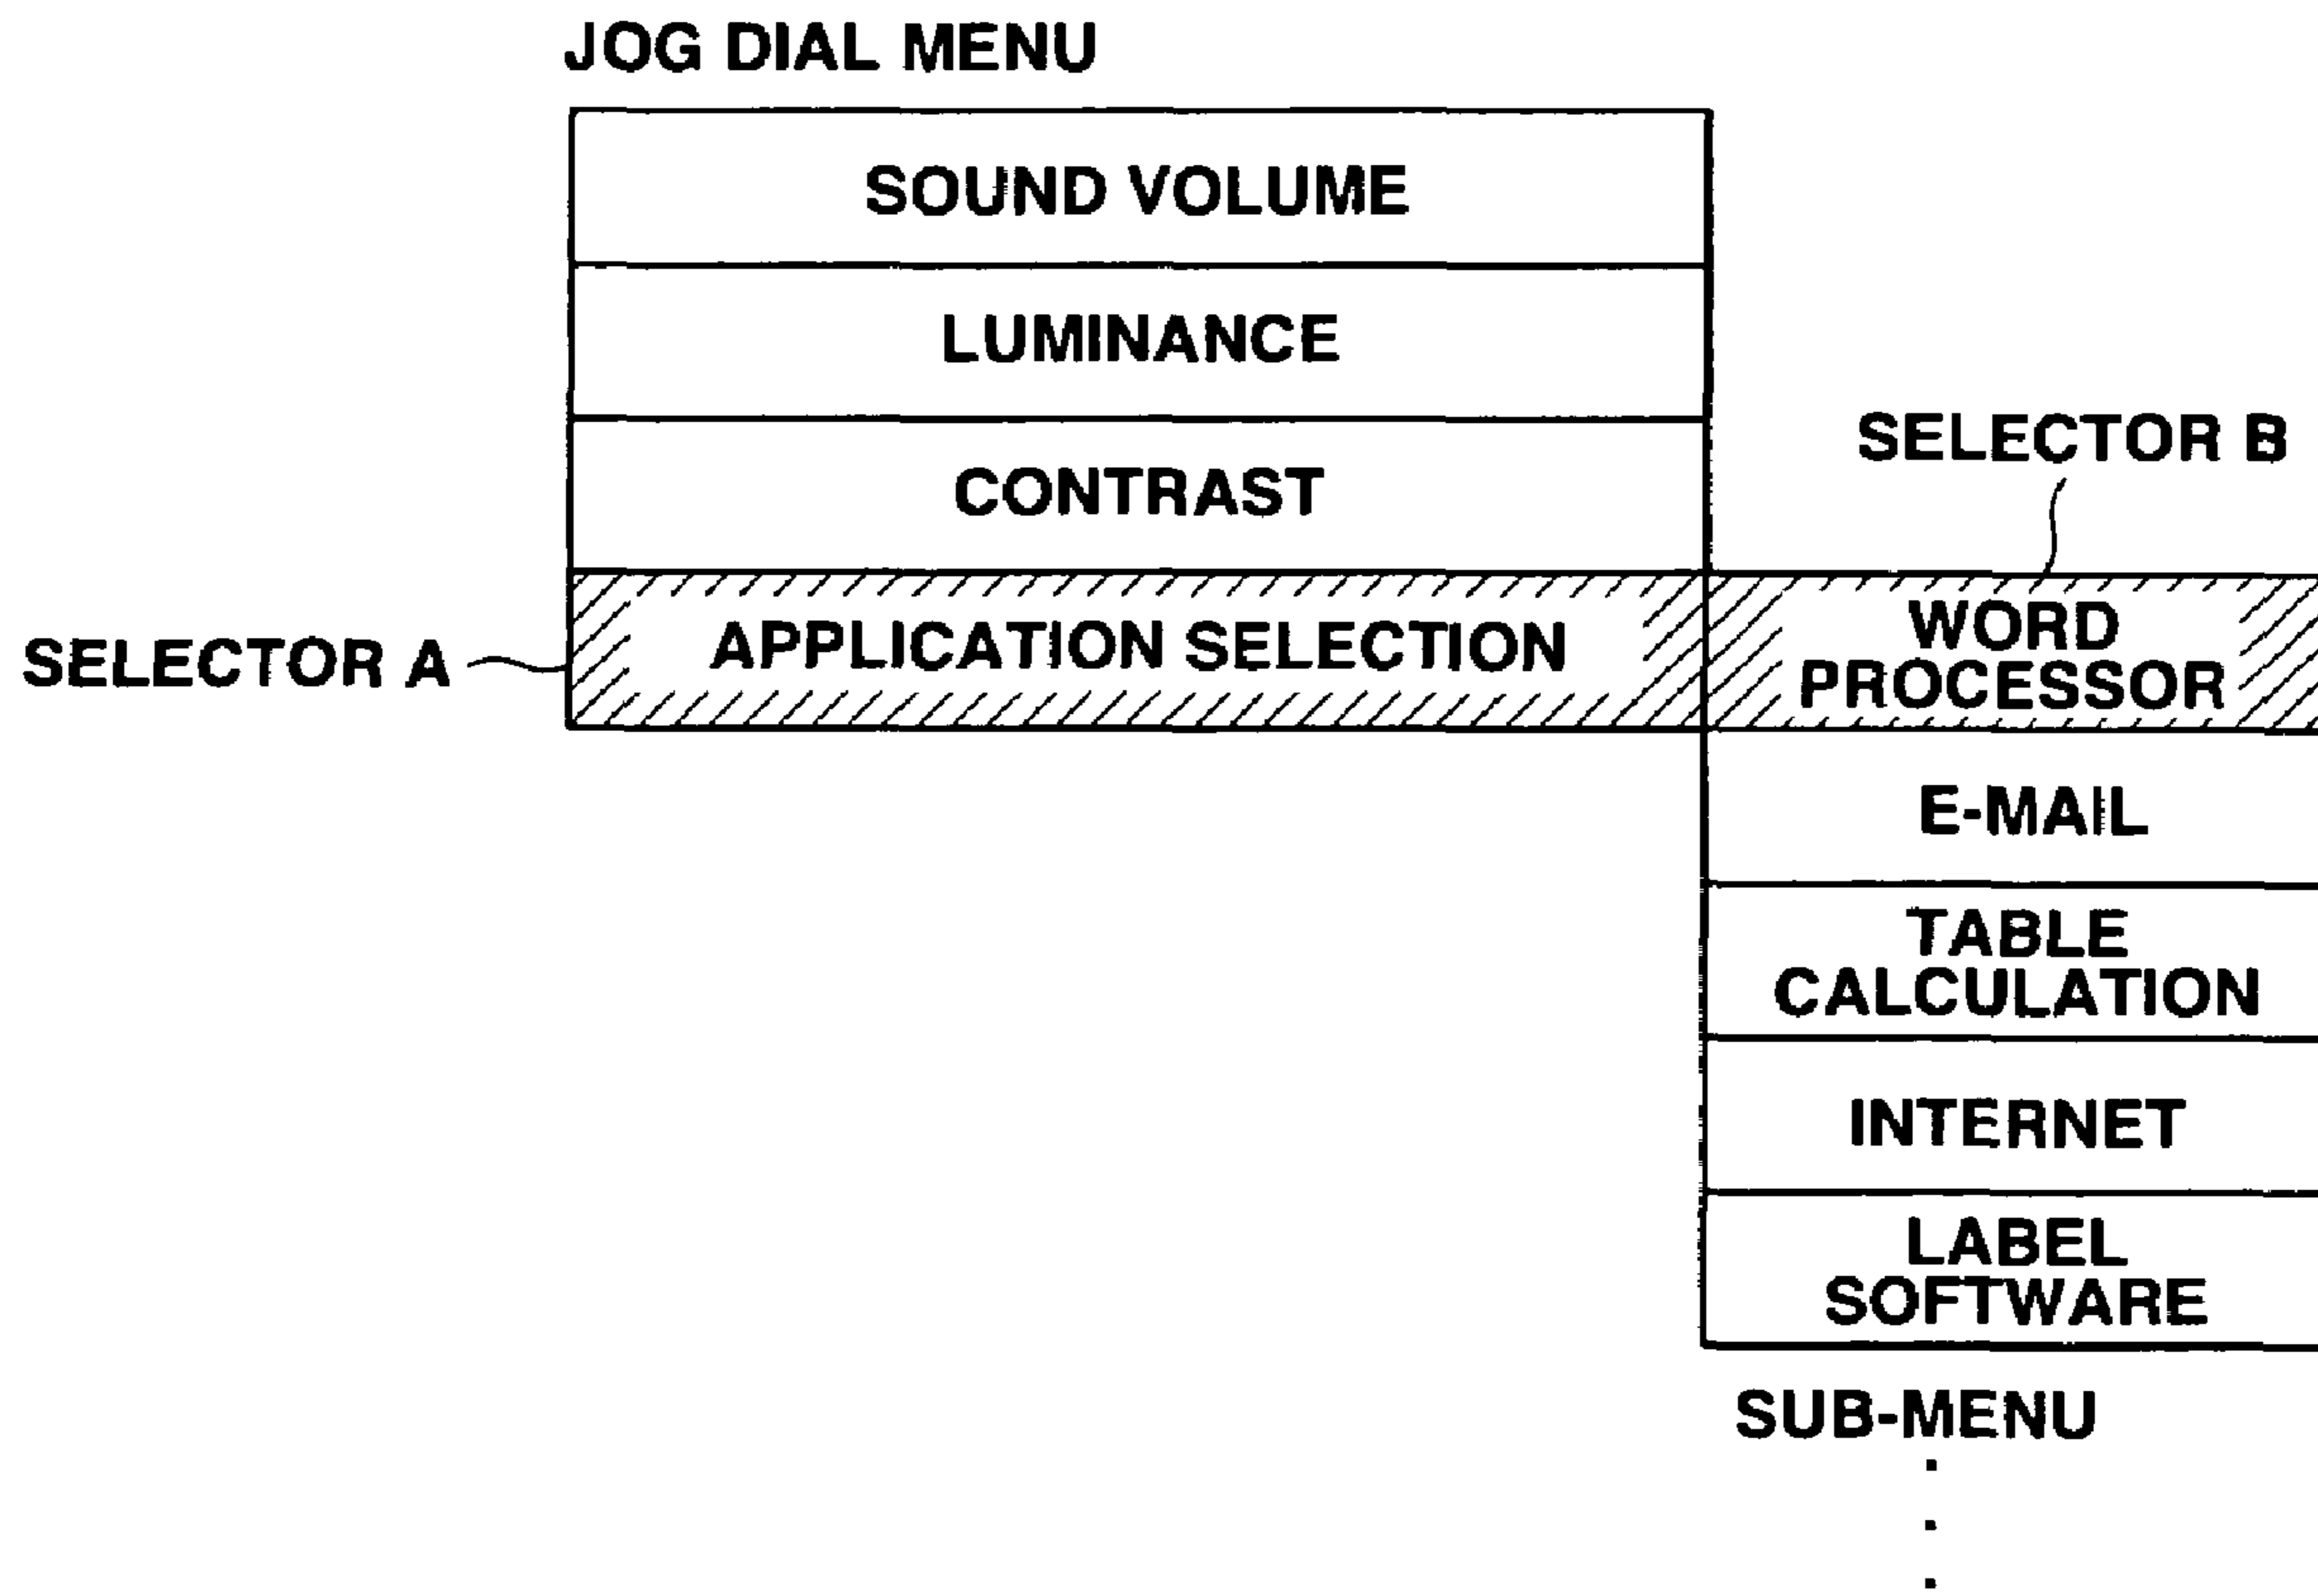 JOG DIAL MENU
SOUND VOLUME
LUMINANCE
CONTRAST
SELECTOR B
SELECTOR A
APPLICATION SELECTION
WORD
PROCESSOR
E-MAIL
TABLE
CALCULATION
INTERNET
LABEL
SOFTWARE
SUB-MENU